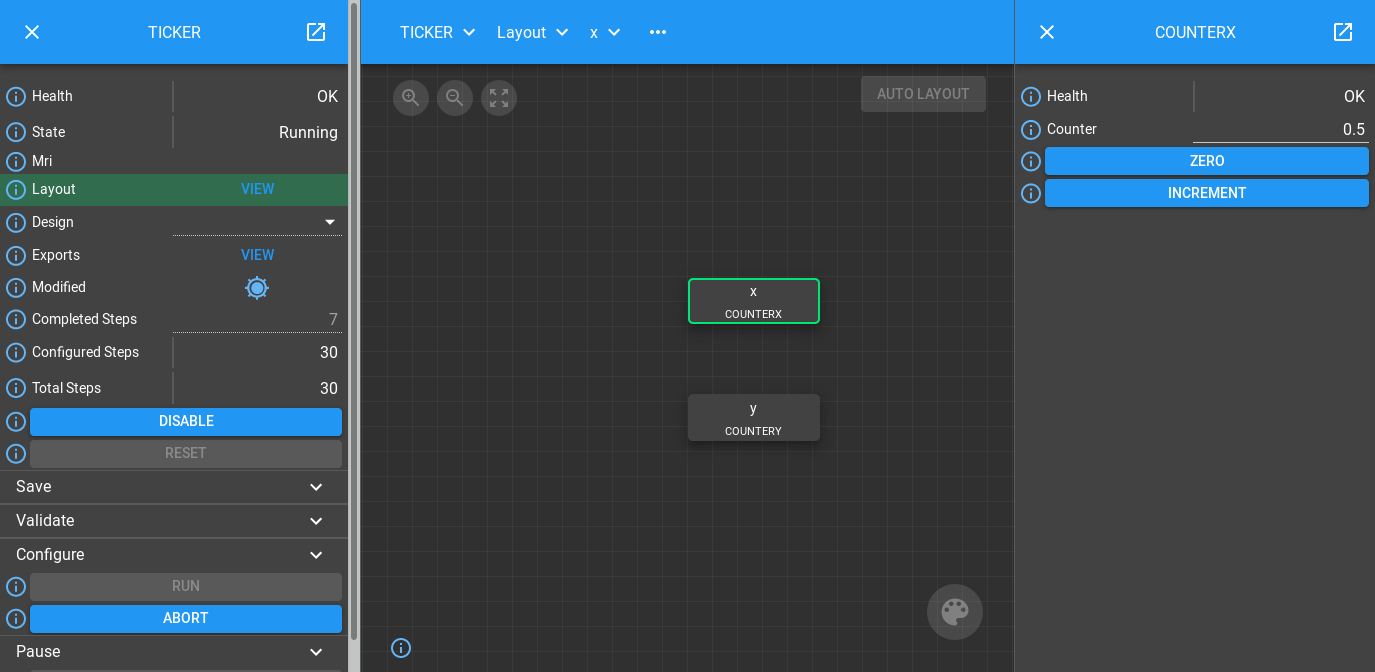 TICKER
Health OK
State Running
Mri
Layout VIEW
Design
Exports VIEW
Modified
Completed Steps 7
Configured Steps 30
Total Steps 30
DISABLE
RESET
Save
Validate
Configure
RUN
ABORT
Pause
TICKER Layout x •••
AUTO LAYOUT
x
COUNTERX
y
COUNTERY
COUNTERX
Health OK
Counter 0.5
ZERO
INCREMENT